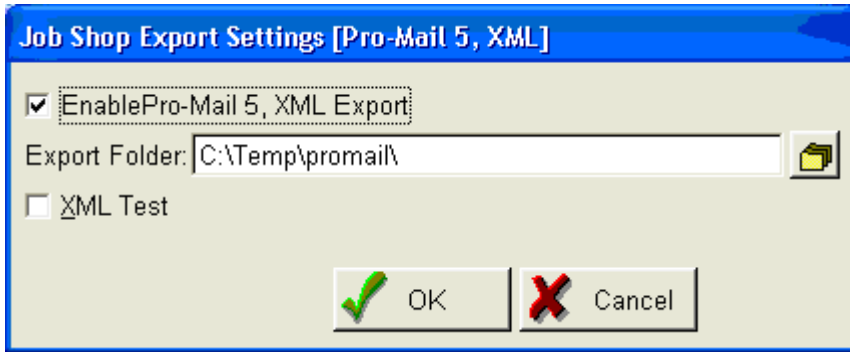 Job Shop Export Settings [Pro-Mail 5, XML]
EnablePro-Mail 5, XML Export
Export Folder: C:\Temp\promail\
XML Test
OK Cancel